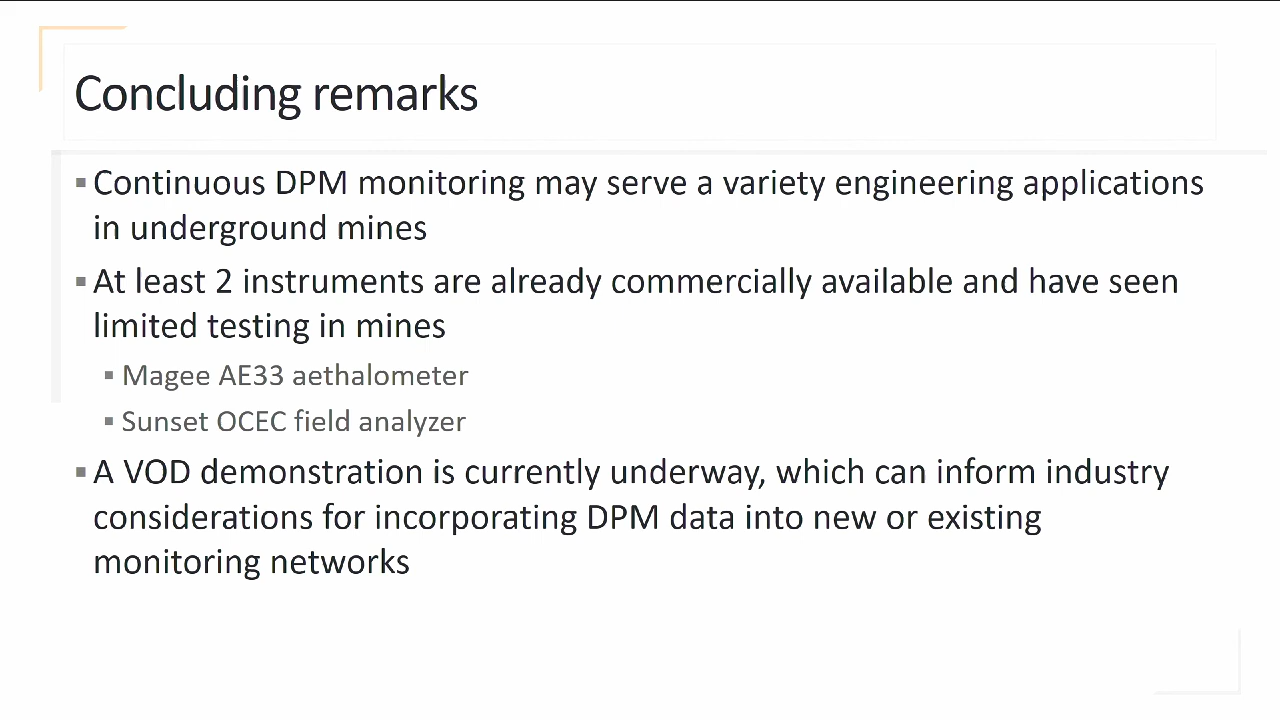 Concluding remarks
▪Continuous DPM monitoring may serve a variety engineering applications
in underground mines
▪At least 2 instruments are already commercially available and have seen
limited testing in mines
▪Magee AE33 aethalometer
▪Sunset OCEC field analyzer
▪A VOD demonstration is currently underway, which can inform industry
considerations for incorporating DPM data into new or existing
monitoring networks